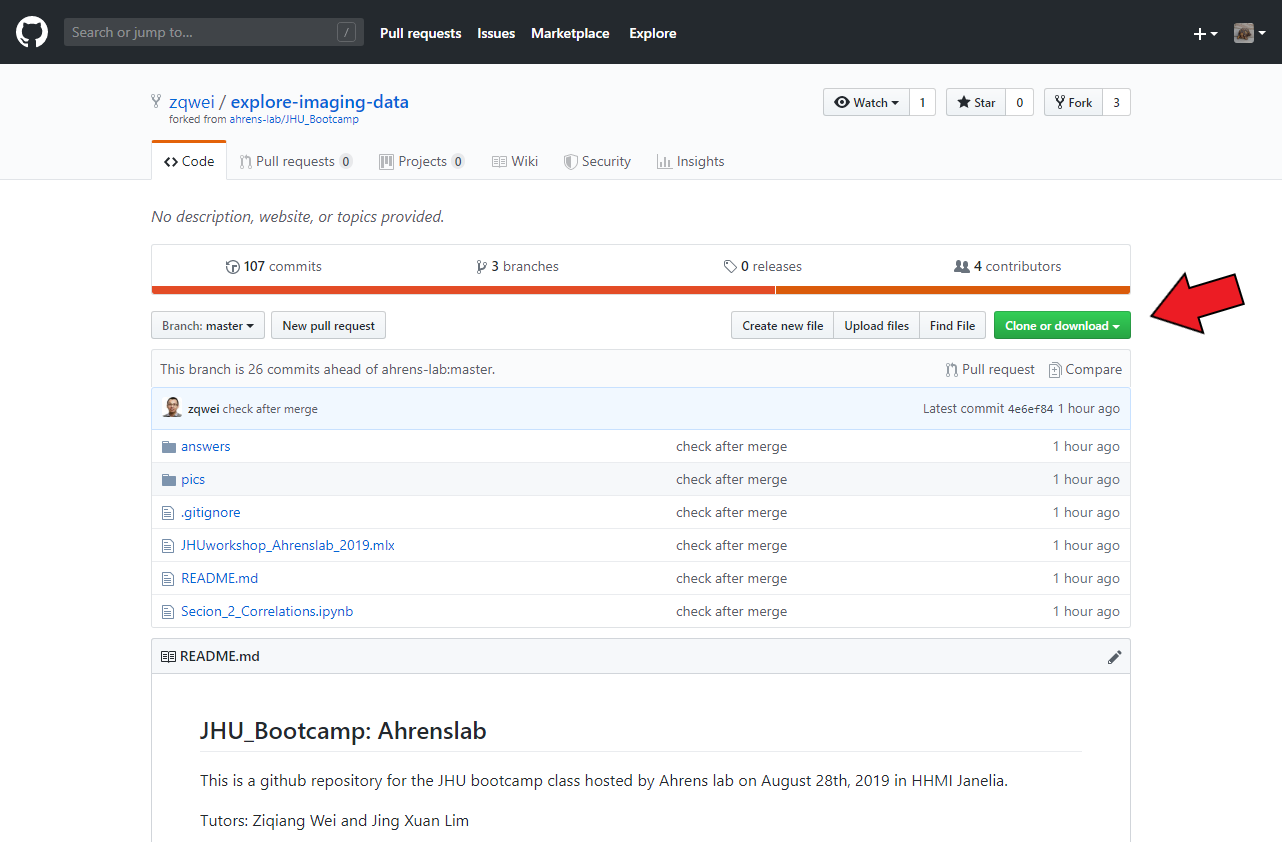 Search or jump to... / Pull requests Issues Marketplace Explore
zqwei / explore-imaging-data Watch 1 Star 0 Fork 3
forked from ahrens-lab/JHU_Bootcamp
Code Pull requests 0 Projects 0 Wiki Security Insights
No description, website, or topics provided.
107 commits 3 branches 0 releases 4 contributors
Branch: master New pull request Create new file Upload files Find File Clone or download
This branch is 26 commits ahead of ahrens-lab:master. Pull request Compare
zqwei check after merge Latest commit 4e6ef84 1 hour ago
answers check after merge 1 hour ago
pics check after merge 1 hour ago
.gitignore check after merge 1 hour ago
JHUworkshop_Ahrenslab_2019.mlx check after merge 1 hour ago
README.md check after merge 1 hour ago
Secion_2_Correlations.ipynb check after merge 1 hour ago
README.md
JHU_Bootcamp: Ahrenslab
This is a github repository for the JHU bootcamp class hosted by Ahrens lab on August 28th, 2019 in HHMI Janelia.
Tutors: Ziqiang Wei and Jing Xuan Lim